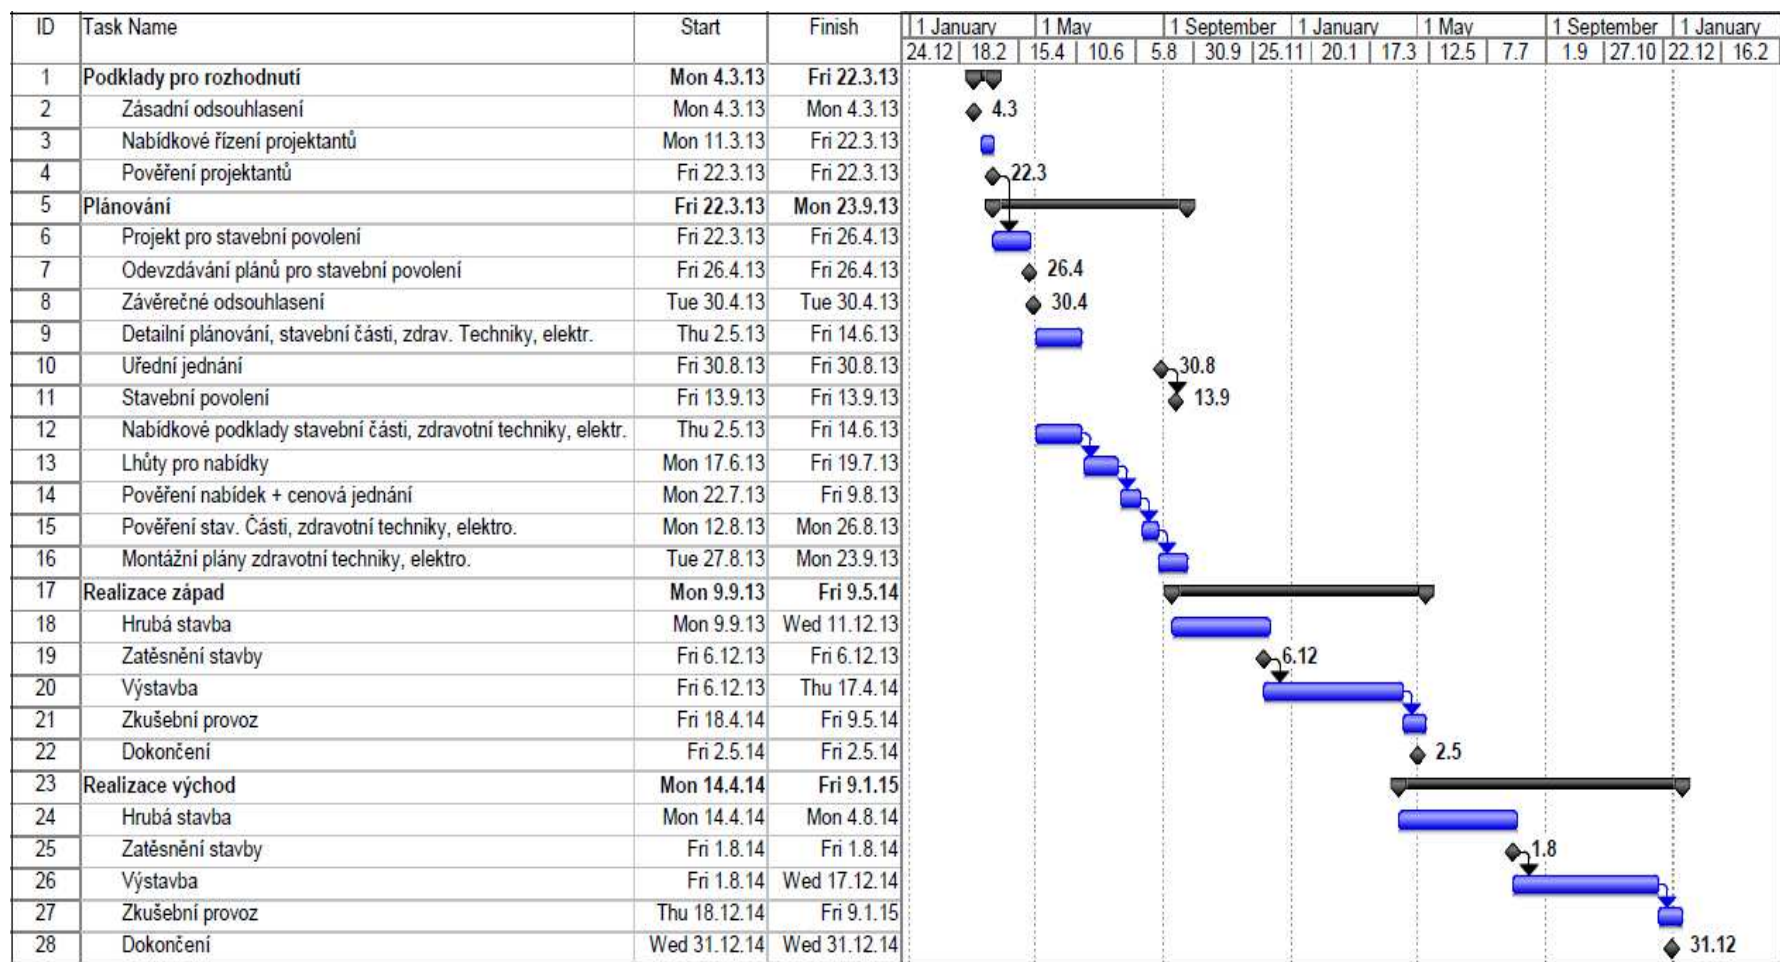 ID Task Name Start Finish 1 January 1 May 1 September 1 January 1 May 1 September 1 January
24.12 18.2 15.4 10.6 5.8 30.9 25.11 20.1 17.3 12.5 7.7 1.9 27.10 22.12 16.2
1 Podklady pro rozhodnutí Mon 4.3.13 Fri 22.3.13
2 Zásadní odsouhlasení Mon 4.3.13 Mon 4.3.13 4.3
3 Nabídkové řízení projektantů Mon 11.3.13 Fri 22.3.13
4 Pověření projektantů Fri 22.3.13 Fri 22.3.13 22.3
5 Plánování Fri 22.3.13 Mon 23.9.13
6 Projekt pro stavební povolení Fri 22.3.13 Fri 26.4.13
7 Odevzdávání plánů pro stavební povolení Fri 26.4.13 Fri 26.4.13 26.4
8 Závěrečné odsouhlasení Tue 30.4.13 Tue 30.4.13 30.4
9 Detailní plánování, stavební části, zdrav. Techniky, elektr. Thu 2.5.13 Fri 14.6.13
10 Uřední jednání Fri 30.8.13 Fri 30.8.13 30.8
11 Stavební povolení Fri 13.9.13 Fri 13.9.13 13.9
12 Nabídkové podklady stavební části, zdravotní techniky, elektr. Thu 2.5.13 Fri 14.6.13
13 Lhůty pro nabídky Mon 17.6.13 Fri 19.7.13
14 Pověření nabídek + cenová jednání Mon 22.7.13 Fri 9.8.13
15 Pověření stav. Části, zdravotní techniky, elektro. Mon 12.8.13 Mon 26.8.13
16 Montážní plány zdravotní techniky, elektro. Tue 27.8.13 Mon 23.9.13
17 Realizace západ Mon 9.9.13 Fri 9.5.14
18 Hrubá stavba Mon 9.9.13 Wed 11.12.13
19 Zatěsnění stavby Fri 6.12.13 Fri 6.12.13 6.12
20 Výstavba Fri 6.12.13 Thu 17.4.14
21 Zkušební provoz Fri 18.4.14 Fri 9.5.14
22 Dokončení Fri 2.5.14 Fri 2.5.14 2.5
23 Realizace východ Mon 14.4.14 Fri 9.1.15
24 Hrubá stavba Mon 14.4.14 Mon 4.8.14
25 Zatěsnění stavby Fri 1.8.14 Fri 1.8.14 1.8
26 Výstavba Fri 1.8.14 Wed 17.12.14
27 Zkušební provoz Thu 18.12.14 Fri 9.1.15
28 Dokončení Wed 31.12.14 Wed 31.12.14 31.12